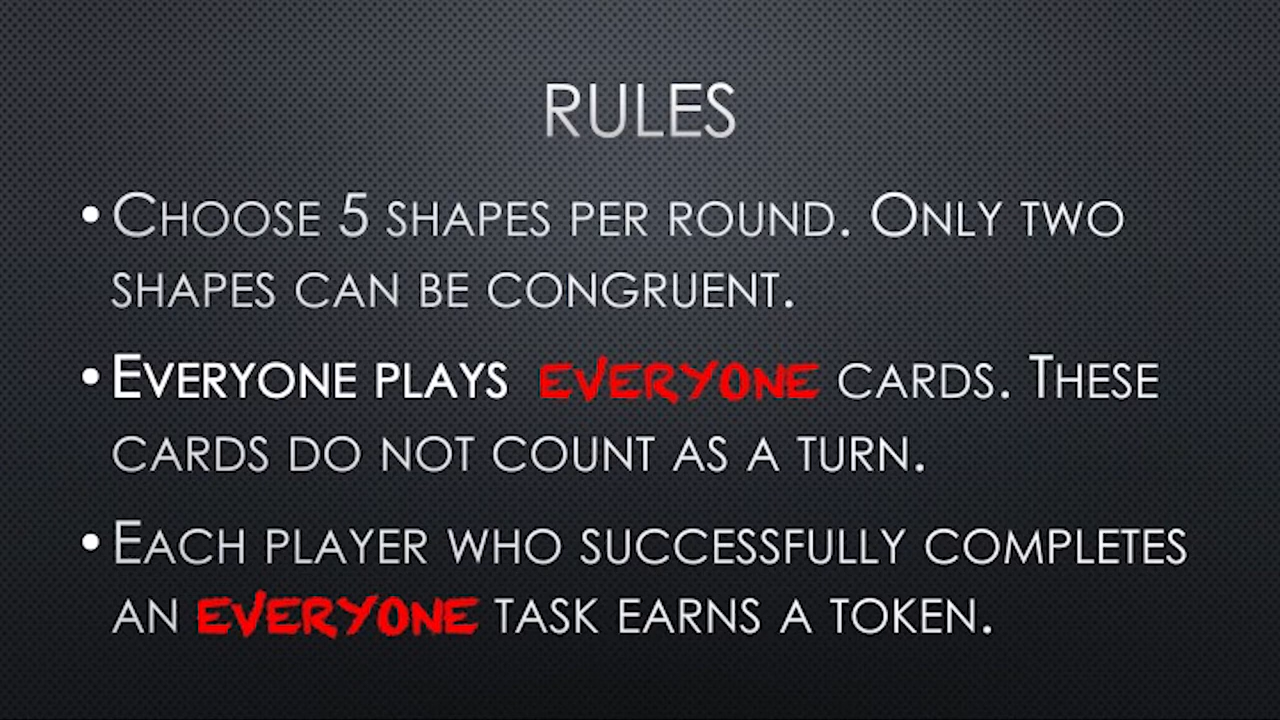 RULES
• CHOOSE 5 SHAPES PER ROUND. ONLY TWO
SHAPES CAN BE CONGRUENT.
• EVERYONE PLAYS EVERYONE CARDS. THESE
CARDS DO NOT COUNT AS A TURN.
• EACH PLAYER WHO SUCCESSFULLY COMPLETES
AN EVERYONE TASK EARNS A TOKEN.